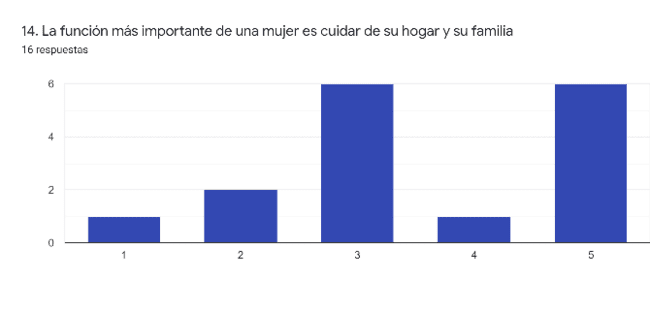 14. La función más importante de una mujer es cuidar de su hogar y su familia
16 respuestas
6
4
2
0
1 2 3 4 5